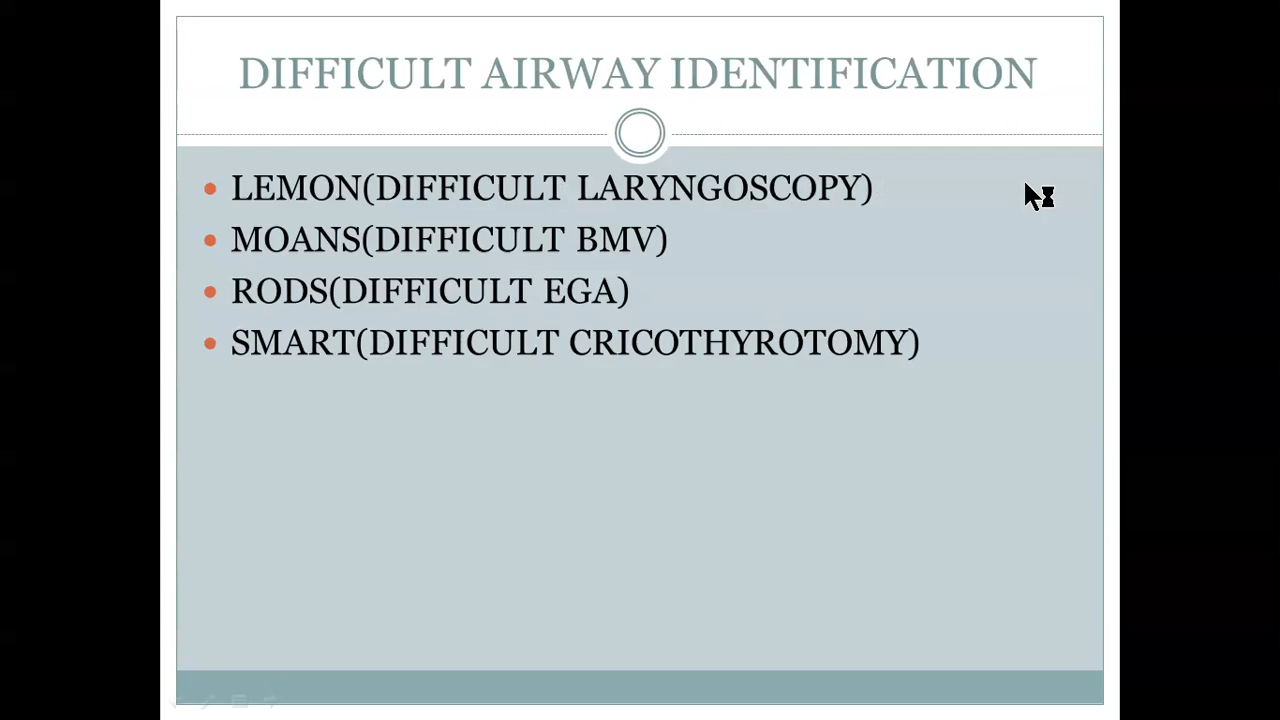 DIFFICULT AIRWAY IDENTIFICATION
LEMON(DIFFICULT LARYNGOSCOPY)
MOANS(DIFFICULT BMV)
RODS(DIFFICULT EGA)
SMART(DIFFICULT CRICOTHYROTOMY)